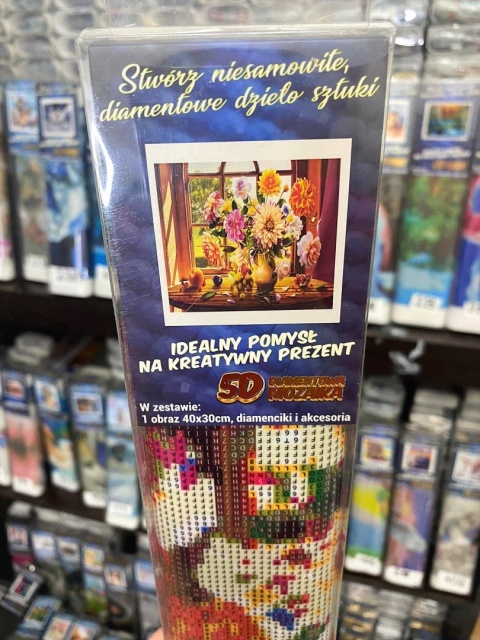 Stwórz niesamowite,
diamentowe dzieło sztuki
IDEALNY POMYSŁ
NA KREATYWNY PREZENT
5D DIAMENTOWA
MOZAIKA
W zestawie:
1 obraz 40x30cm, diamenciki i akcesoria